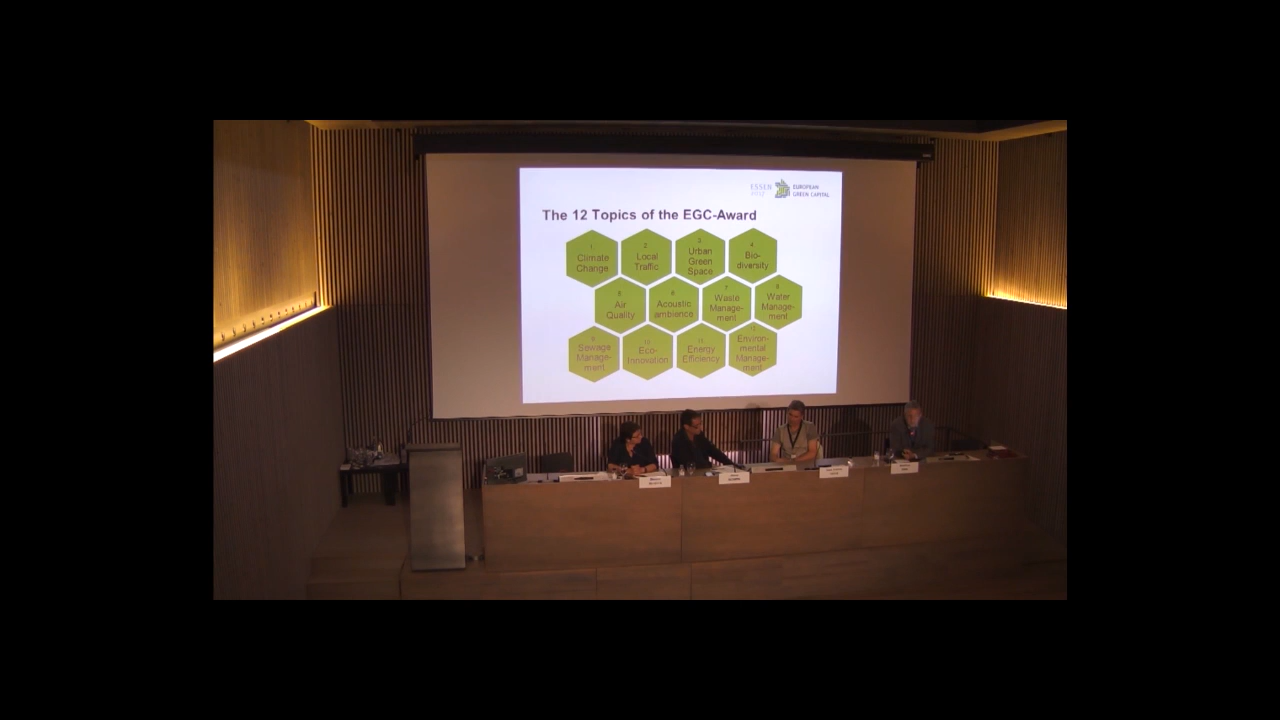 ESSEN
2017
EUROPEAN
GREEN CAPITAL
The 12 Topics of the EGC-Award
1
Climate
Change
2
Local
Traffic
3
Urban
Green
Space
4
Bio-
diversity
5
Air
Quality
6
Acoustic
ambience
7
Waste
Manage-
ment
8
Water
Manage-
ment
9
Sewage
Manage-
ment
10
Eco-
Innovation
11
Energy
Efficiency
12
Environ-
mental
Manage-
ment